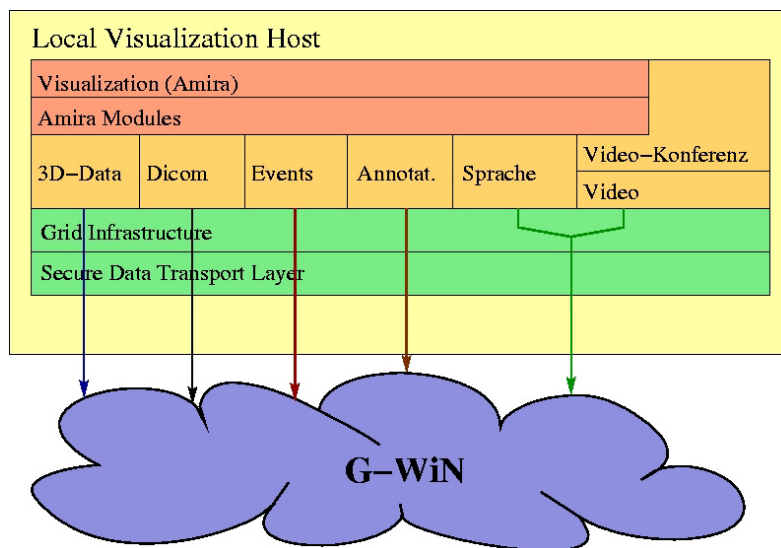 Local Visualization Host
Visualization (Amira)
Amira Modules
3D−Data
Dicom
Events
Annotat.
Sprache
Video−Konferenz
Video
Grid Infrastructure
Secure Data Transport Layer
G−WiN